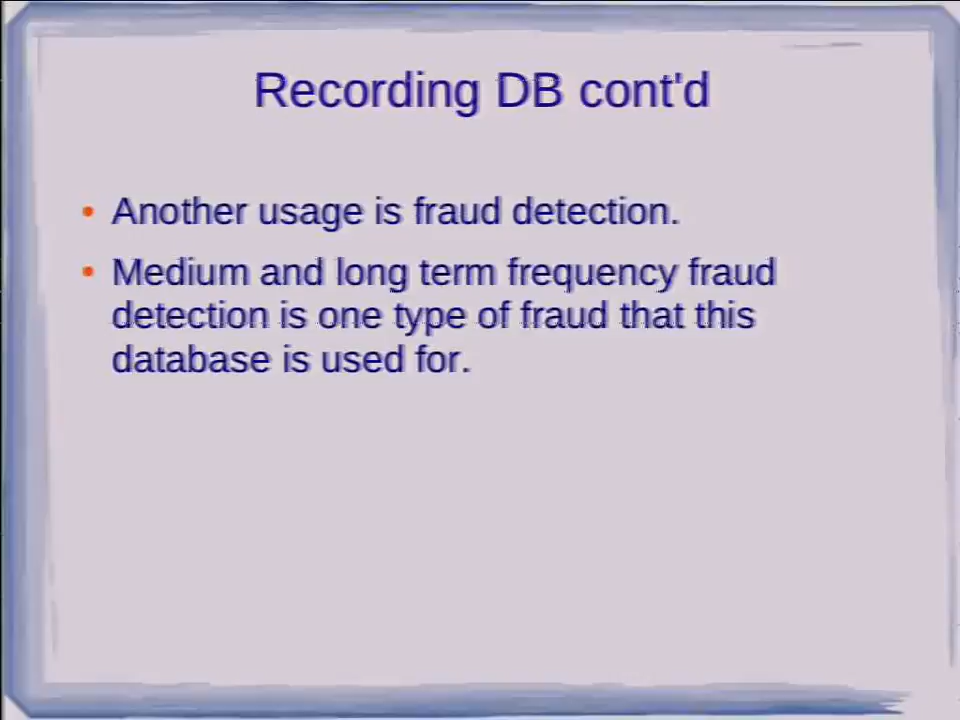 Recording DB cont'd
• Another usage is fraud detection.
• Medium and long term frequency fraud
detection is one type of fraud that this
database is used for.